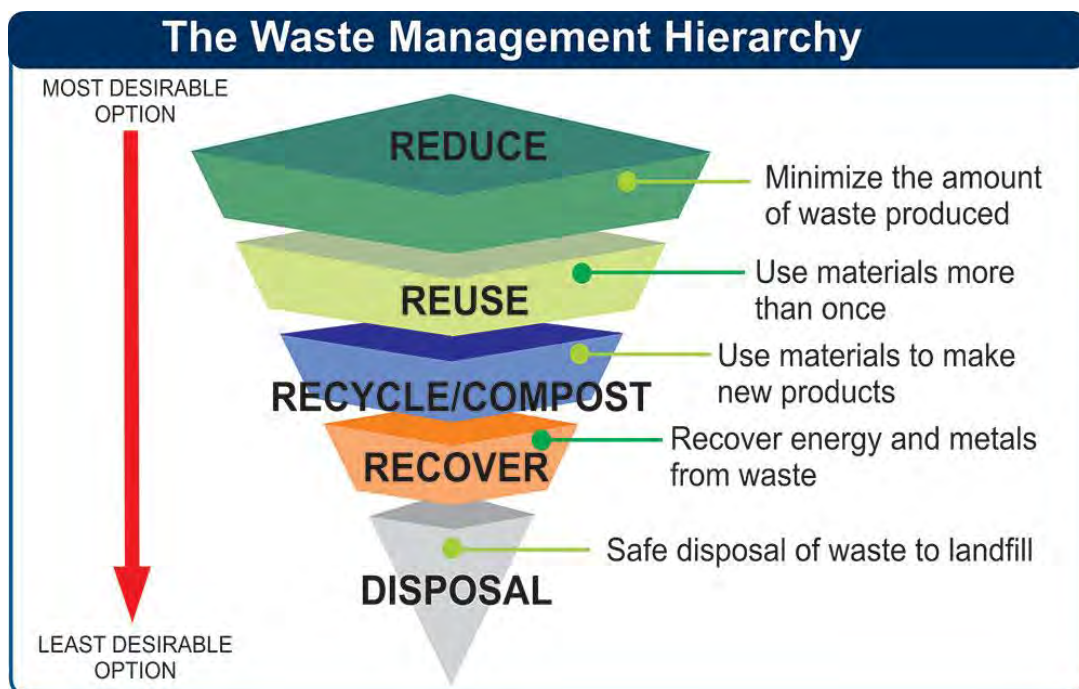 The Waste Management Hierarchy
MOST DESIRABLE
OPTION
REDUCE
Minimize the amount
of waste produced
REUSE
Use materials more
than once
RECYCLE/COMPOST
Use materials to make
new products
RECOVER
Recover energy and metals
from waste
DISPOSAL
Safe disposal of waste to landfill
LEAST DESIRABLE
OPTION